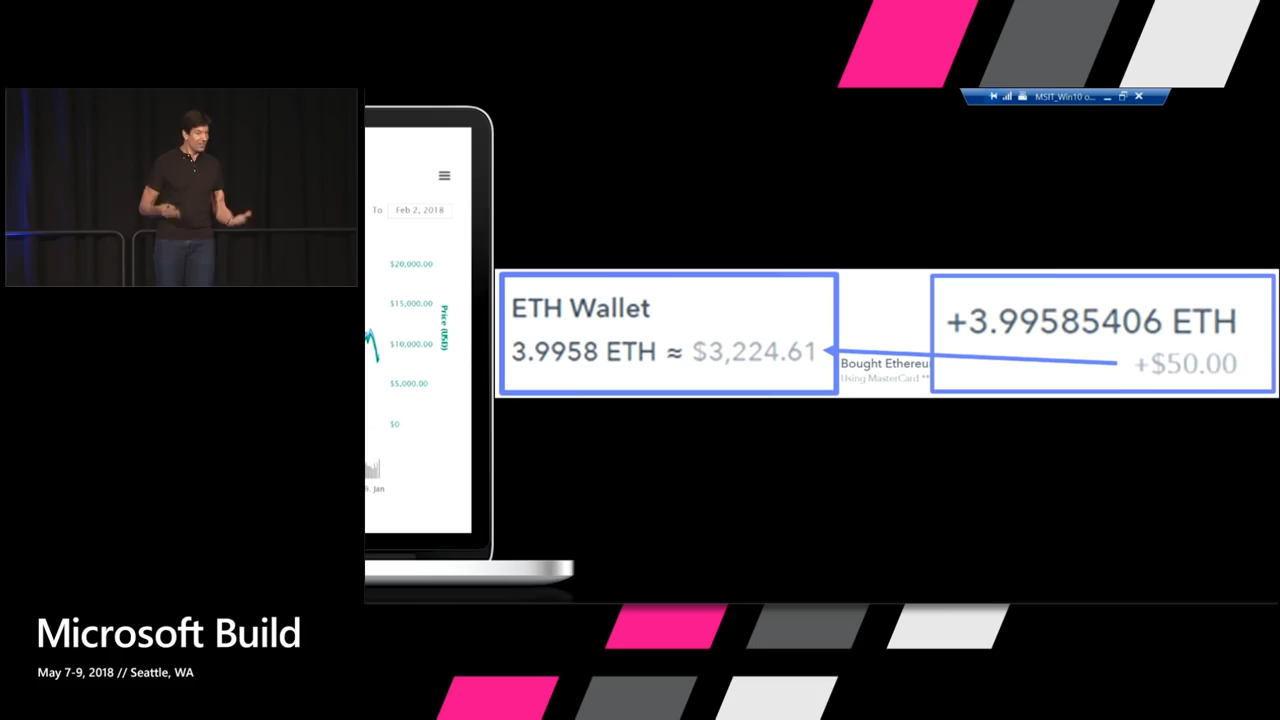 MSIT_Win10 o...
To Feb 2, 2018
$20,000.00
$15,000.00
$10,000.00
$5,000.00
$0
Price (USD)
9. Jan
ETH Wallet
3.9958 ETH ≈ $3,224.61
Bought Ethereu
Using MasterCard **
+3.99585406 ETH
+$50.00
Microsoft Build
May 7-9, 2018 // Seattle, WA